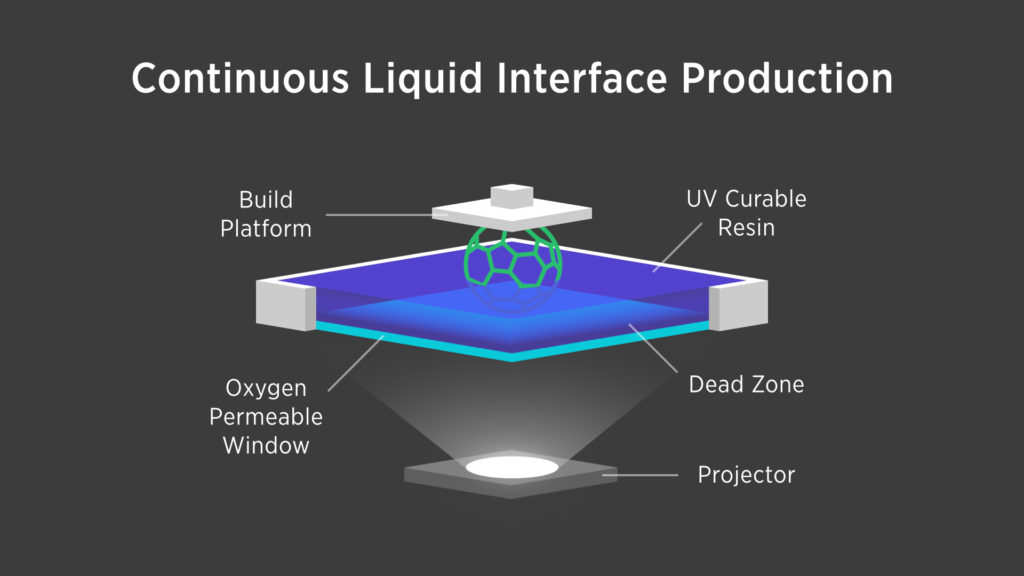 Continuous Liquid Interface Production
Build
Platform
UV Curable
Resin
Oxygen
Permeable
Window
Dead Zone
Projector